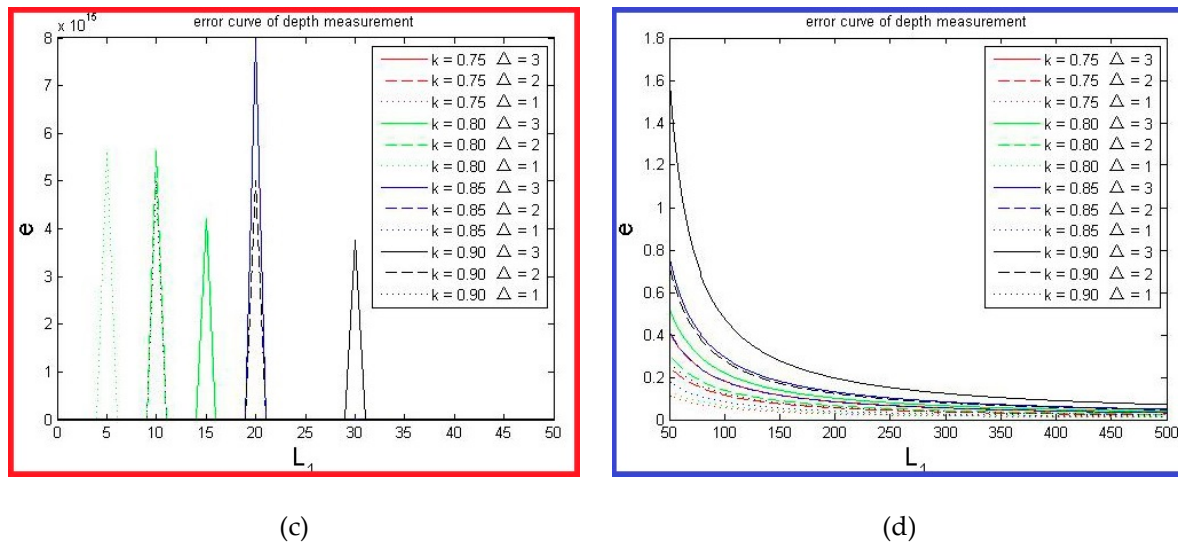 error curve of depth measurement
x 10^15
8
7
6
5
4
3
2
1
0
e
0 5 10 15 20 25 30 35 40 45 50
L_1
k = 0.75 △ = 3
k = 0.75 △ = 2
k = 0.75 △ = 1
k = 0.80 △ = 3
k = 0.80 △ = 2
k = 0.80 △ = 1
k = 0.85 △ = 3
k = 0.85 △ = 2
k = 0.85 △ = 1
k = 0.90 △ = 3
k = 0.90 △ = 2
k = 0.90 △ = 1
(c)
error curve of depth measurement
1.8
1.6
1.4
1.2
1
0.8
0.6
0.4
0.2
0
e
50 100 150 200 250 300 350 400 450 500
L_1
k = 0.75 △ = 3
k = 0.75 △ = 2
k = 0.75 △ = 1
k = 0.80 △ = 3
k = 0.80 △ = 2
k = 0.80 △ = 1
k = 0.85 △ = 3
k = 0.85 △ = 2
k = 0.85 △ = 1
k = 0.90 △ = 3
k = 0.90 △ = 2
k = 0.90 △ = 1
(d)